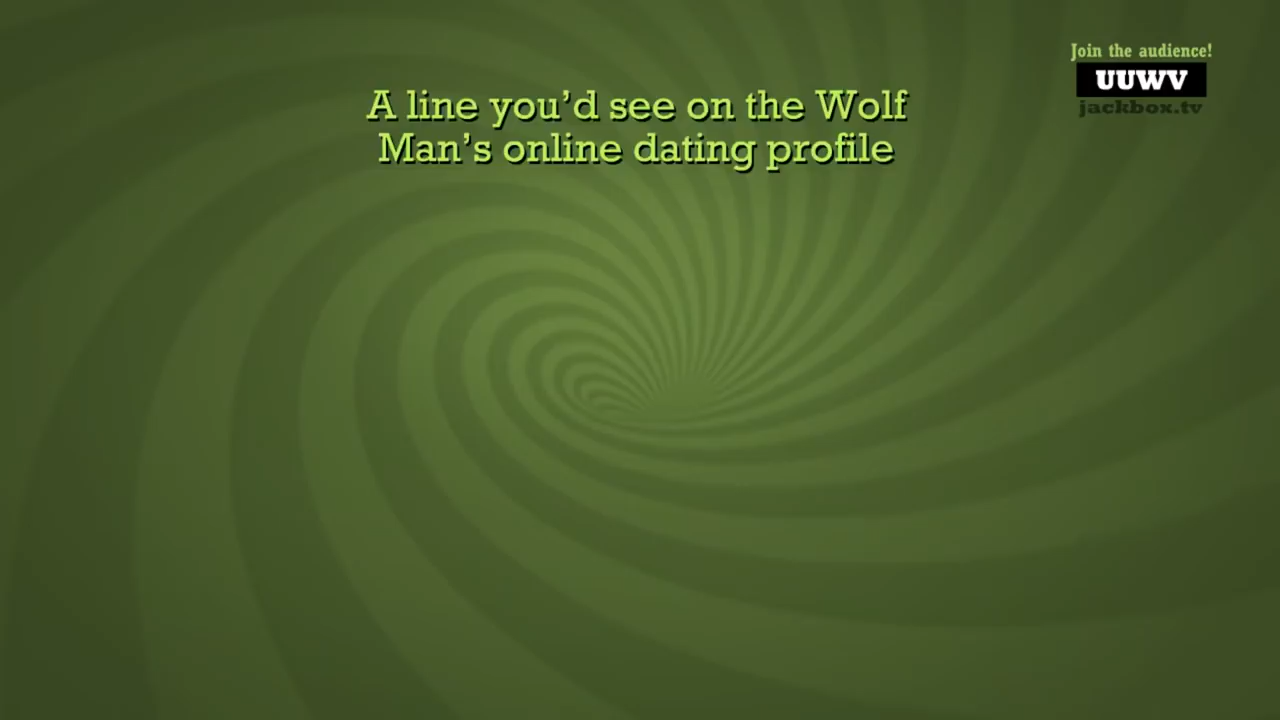 Join the audience!
UUWV
jackbox.tv
A line you’d see on the Wolf
Man’s online dating profile